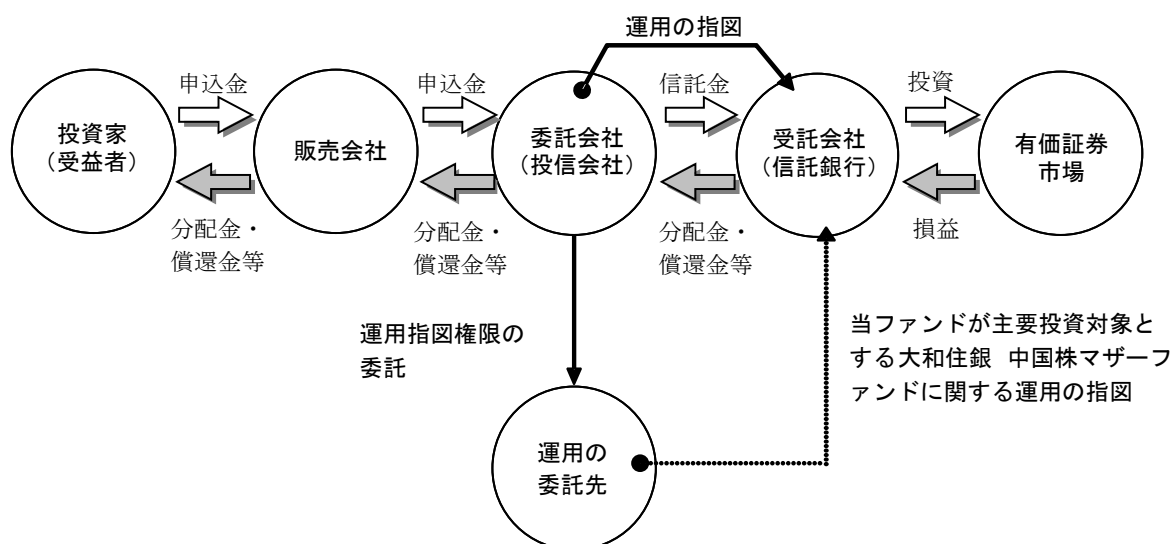 運用の指図
申込金
申込金
信託金
投資
投資家
（受益者）
販売会社
委託会社
（投信会社）
受託会社
（信託銀行）
有価証券
市場
分配金・
償還金等
分配金・
償還金等
分配金・
償還金等
損益
運用指図権限の
委託
当ファンドが主要投資対象と
する大和住銀 中国株マザーフ
ァンドに関する運用の指図
運用の
委託先